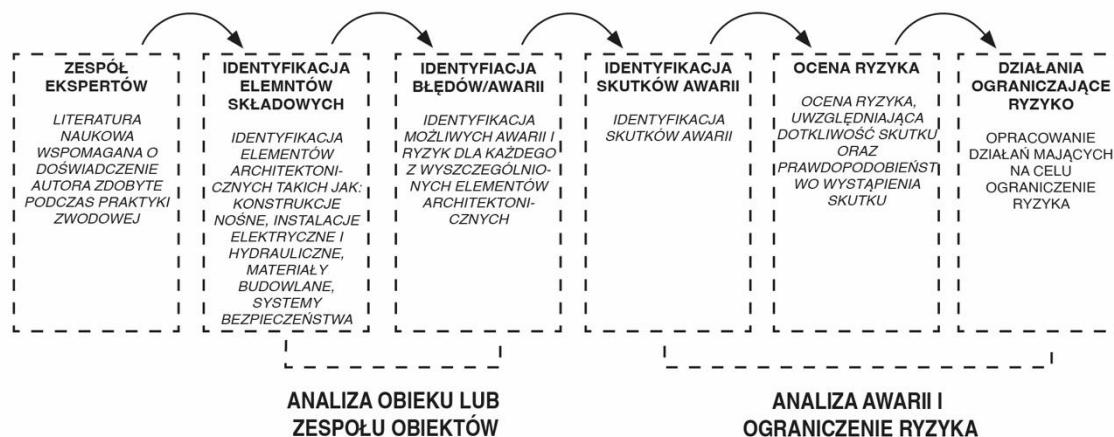 ZESPÓŁ
EKSPERTÓW
LITERATURA
NAUKOWA
WSPOMAGANA O
DOŚWIADCZENIE
AUTORA ZDOBYTE
PODCZAS PRAKTYKI
ZWODOWEJ
IDENTYFIKACJA
ELEMNTÓW
SKŁADOWYCH
IDENTYFIKACJA
ELEMENTÓW
ARCHITEKTONI-
CZNYCH TAKICH JAK:
KONSTRUKCJE
NOŚNE, INSTALACJE
ELEKTRYCZNE I
HYDRAULICZNE,
MATERIAŁY
BUDOWLANE,
SYSTEMY
BEZPIECZEŃSTWA
IDENTYFIACJA
BŁĘDÓW/AWARII
IDENTYFIKACJA
MOŻLIWYCH AWARII I
RYZYK DLA KAŻDEGO
Z WYSZCZEGÓLNIO-
NYCH ELEMENTÓW
ARCHITEKTONI-
CZNYCH
IDENTYFIKACJA
SKUTKÓW AWARII
IDENTYFIKACJA
SKUTKÓW AWARII
OCENA RYZYKA
OCENA RYZYKA,
UWZGLĘDNIAJĄCA
DOTKLIWOŚĆ SKUTKU
ORAZ
PRAWDOPODOBIEŃST
WO WYSTĄPIENIA
SKUTKU
DZIAŁANIA
OGRANICZAJĄCE
RYZYKO
OPRACOWANIE
DZIAŁAŃ MAJĄCYCH
NA CELU
OGRANICZENIE
RYZYKA
ANALIZA OBIEKU LUB
ZESPOŁU OBIEKTÓW
ANALIZA AWARII I
OGRANICZENIE RYZYKA